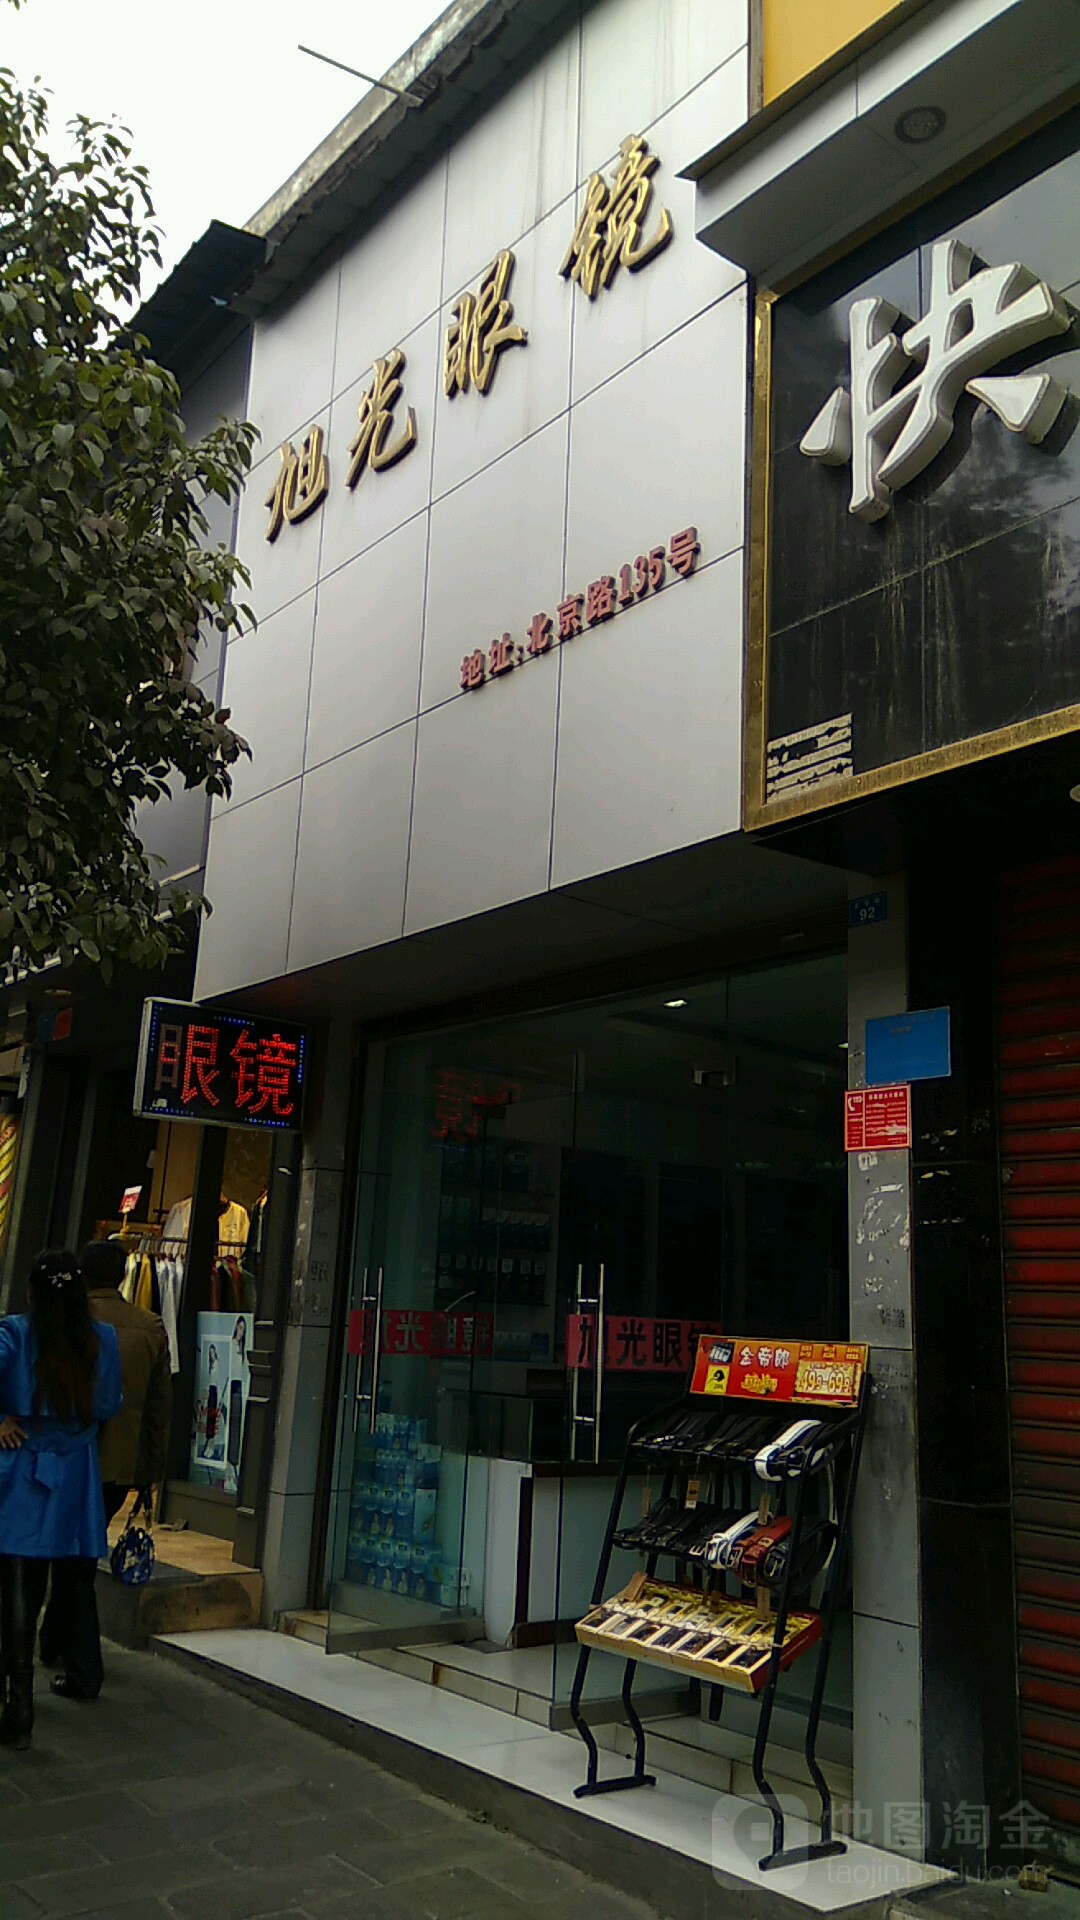 旭光眼镜
地址:北京路135号
快
92
眼镜
旭光眼镜
金帝郎
地图淘金
taojin.baidu.com